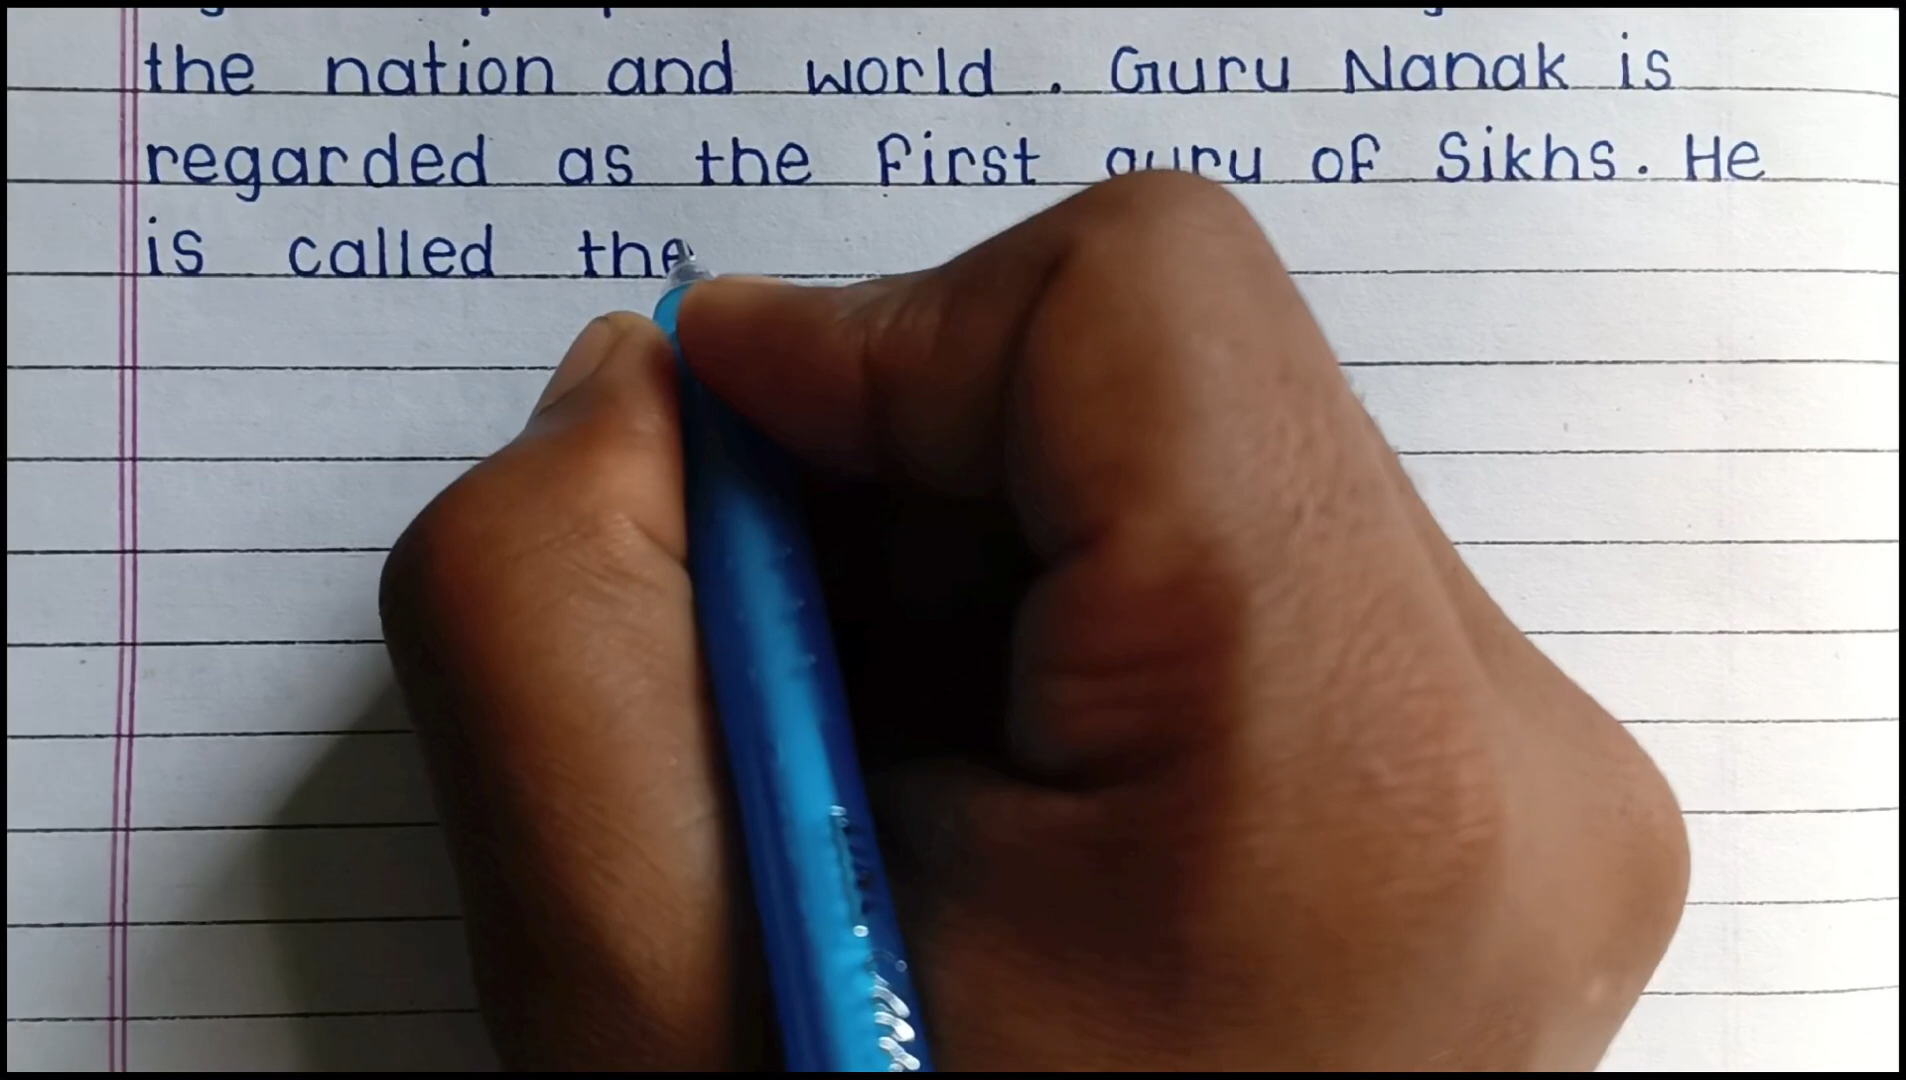 the nation and world. Guru Nanak is
regarded as the first guru of Sikhs. He
is called the